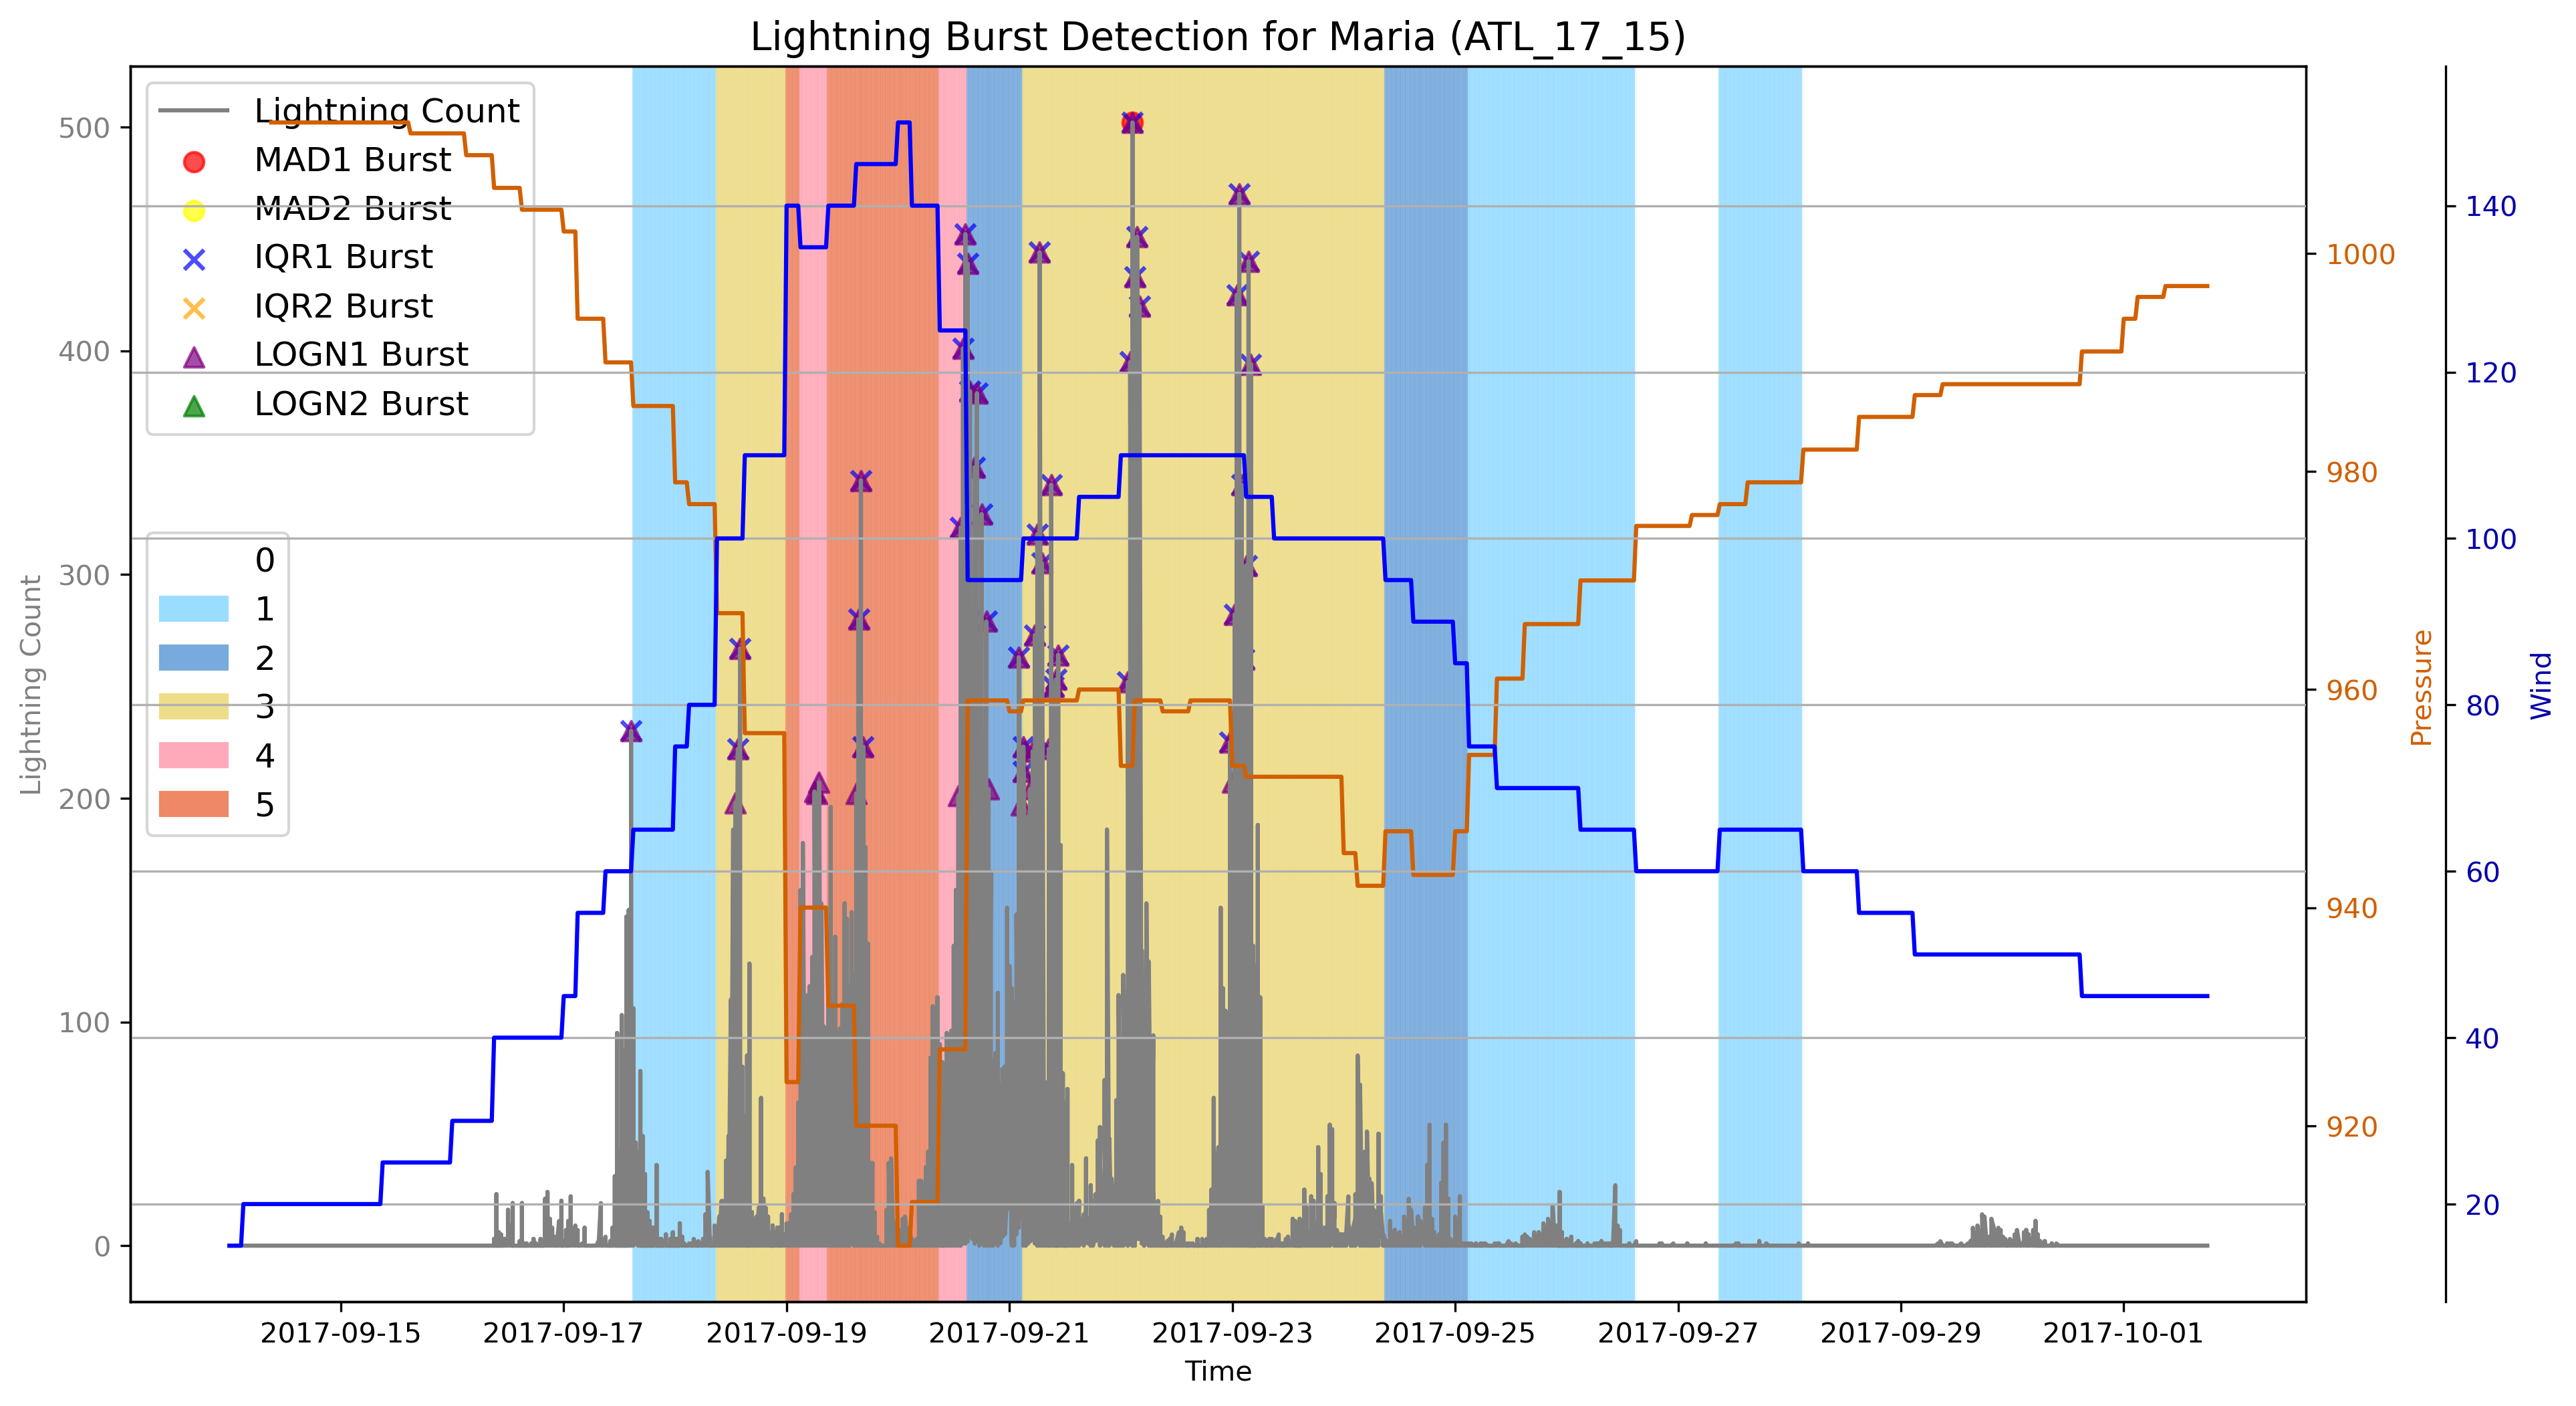 Lightning Burst Detection for Maria (ATL_17_15)
Lightning Count
MAD1 Burst
MAD2 Burst
IQR1 Burst
IQR2 Burst
LOGN1 Burst
LOGN2 Burst
0
1
2
3
4
5
500
400
300
200
100
0
Lightning Count
1000
980
960
940
920
Pressure
140
120
100
80
60
40
20
Wind
2017-09-15
2017-09-17
2017-09-19
2017-09-21
2017-09-23
2017-09-25
2017-09-27
2017-09-29
2017-10-01
Time